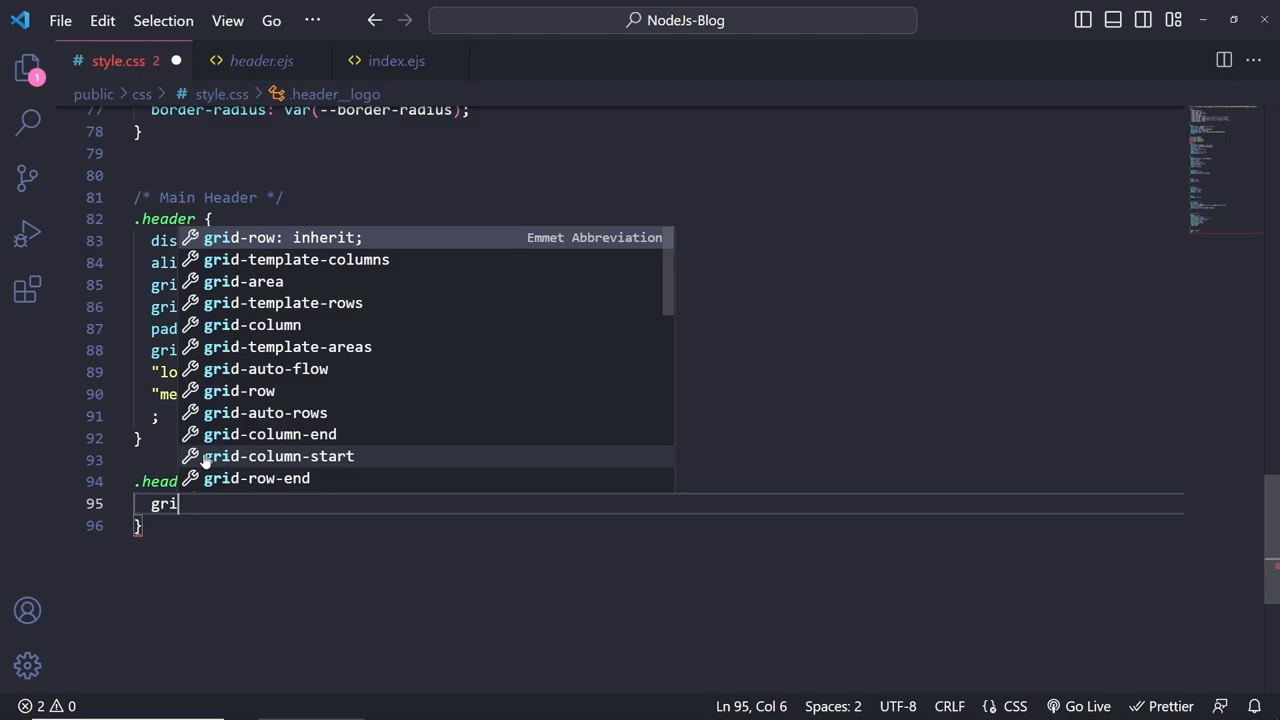 File Edit Selection View Go ··· NodeJs-Blog
# style.css 2 ● <> header.ejs <> index.ejs ···
public > css > # style.css > .header__logo
77 border-radius: var(--border-radius);
78 }
79
80
81 /* Main Header */
82 .header {
83 dis
84 ali
85 gri
86 gri
87 pad
88 gri
89 "lo
90 "me
91 ;
92 }
93
94 .head
95 gri
96 }
grid-row: inherit; Emmet Abbreviation
grid-template-columns
grid-area
grid-template-rows
grid-column
grid-template-areas
grid-auto-flow
grid-row
grid-auto-rows
grid-column-end
grid-column-start
grid-row-end
1
2 0 Ln 95, Col 6 Spaces: 2 UTF-8 CRLF {} CSS Go Live Prettier